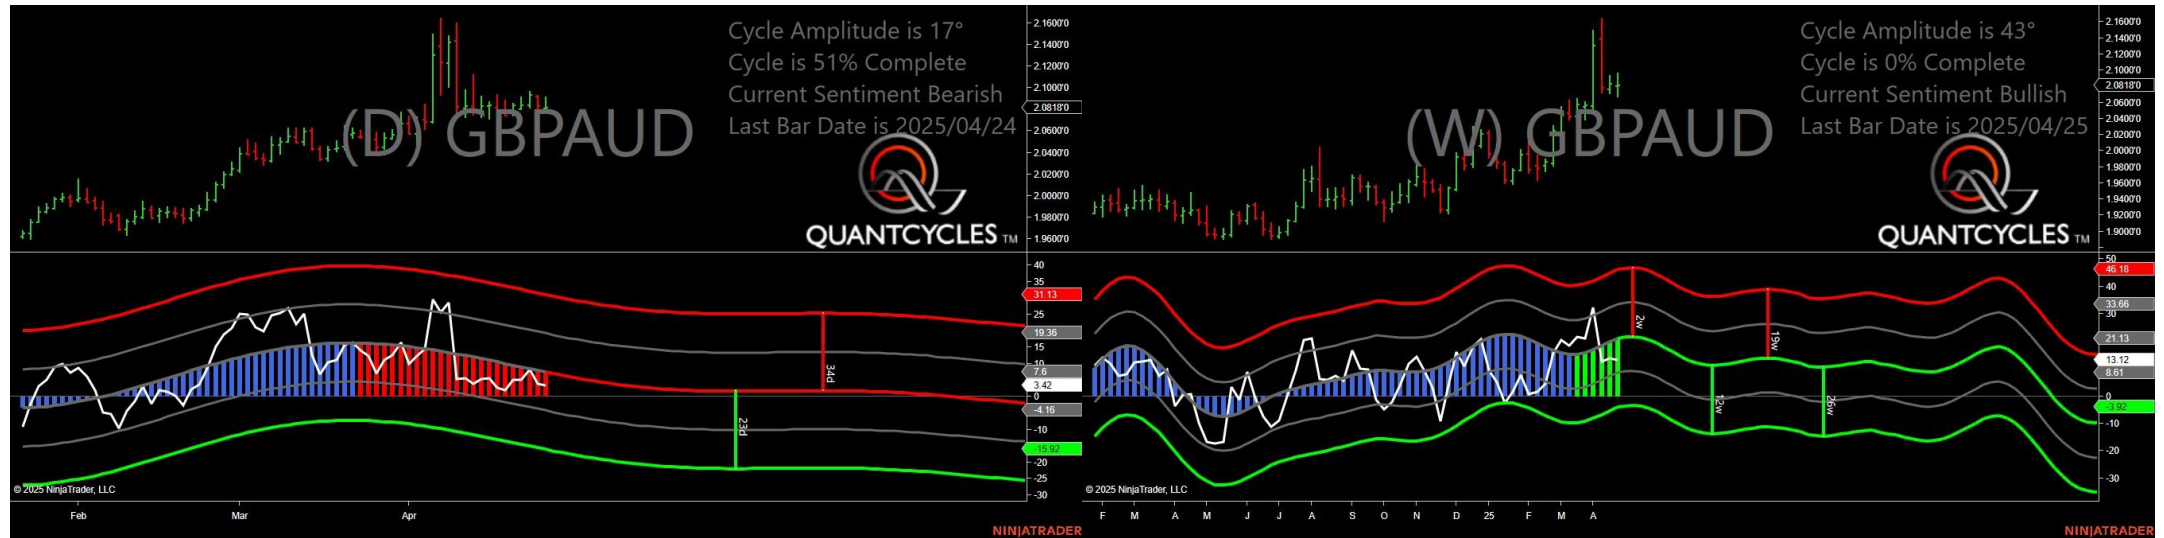 Cycle Amplitude is 17°
Cycle is 51% Complete
Current Sentiment Bearish
Last Bar Date is 2025/04/24
(D) GBPAUD
QUANTCYCLES TM
2.1600'0
2.1400'0
2.1200'0
2.1000'0
2.0818'0
2.0600'0
2.0400'0
2.0200'0
2.0000'0
1.9800'0
1.9600'0
40
35
31.13
25
19.36
15
10
7.6
3.42
0
-4.16
-10
-15.92
-20
-25
-30
34d
23d
© 2025 NinjaTrader, LLC
Feb Mar Apr
NINJATRADER
Cycle Amplitude is 43°
Cycle is 0% Complete
Current Sentiment Bullish
Last Bar Date is 2025/04/25
(W) GBPAUD
QUANTCYCLES TM
2.1600'0
2.1400'0
2.1200'0
2.1000'0
2.0818'0
2.0600'0
2.0400'0
2.0200'0
2.0000'0
1.9800'0
1.9600'0
1.9400'0
1.9200'0
1.9000'0
50
46.18
40
33.66
30
21.13
13.12
8.61
0
-3.92
-10
-20
-30
2w
19w
12w
26w
© 2025 NinjaTrader, LLC
F M A M J J A S O N D 25 F M A
NINJATRADER